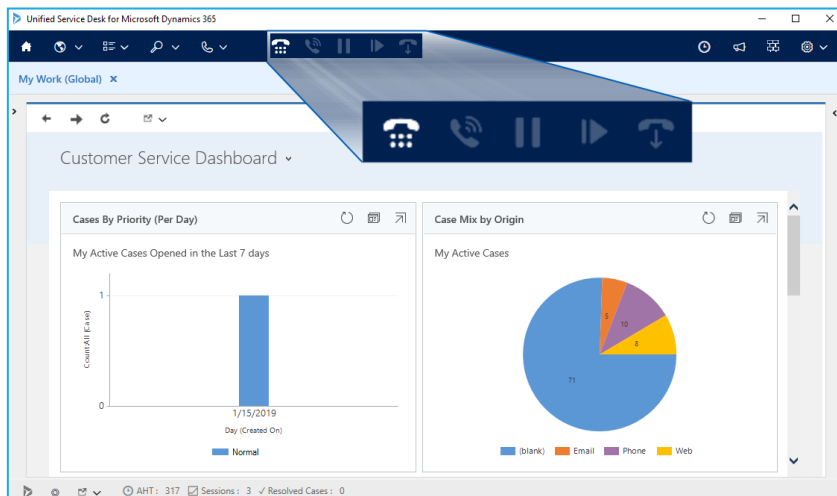 Unified Service Desk for Microsoft Dynamics 365
My Work (Global) ×
Customer Service Dashboard
Cases By Priority (Per Day)
My Active Cases Opened in the Last 7 days
Count:All (Case)
1
0
1/15/2019
Day (Created On)
Normal
Case Mix by Origin
My Active Cases
5
10
8
71
(blank) Email Phone Web
AHT : 317 Sessions : 3 ✓ Resolved Cases : 0